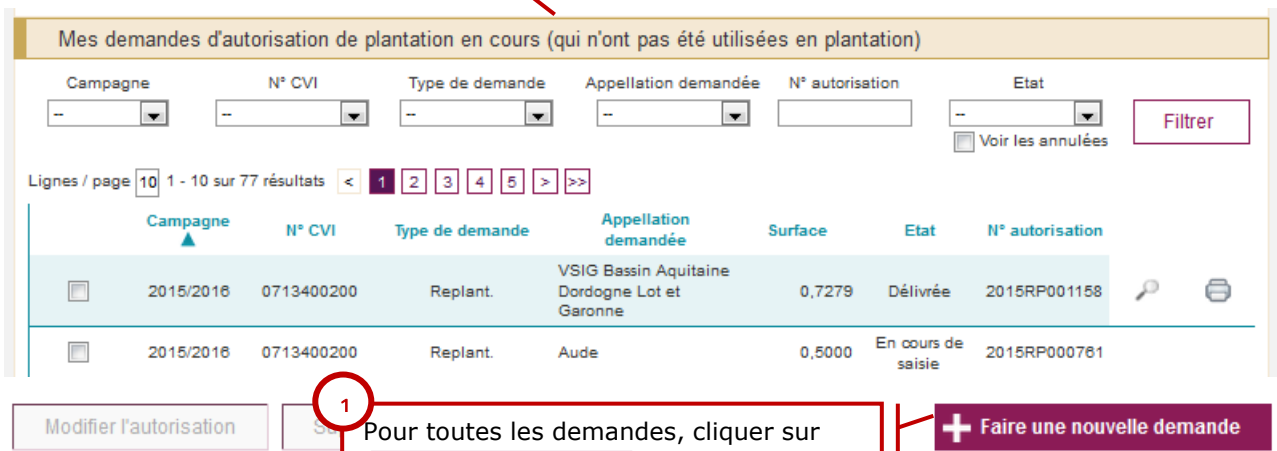 Mes demandes d'autorisation de plantation en cours (qui n'ont pas été utilisées en plantation)
Campagne N° CVI Type de demande Appellation demandée N° autorisation Etat
-- -- -- -- -- Filtrer
Voir les annulées
Lignes / page 10 1 - 10 sur 77 résultats < 1 2 3 4 5 > >>
Campagne N° CVI Type de demande Appellation demandée Surface Etat N° autorisation
2015/2016 0713400200 Replant. VSIG Bassin Aquitaine Dordogne Lot et Garonne 0,7279 Délivrée 2015RP001158
2015/2016 0713400200 Replant. Aude 0,5000 En cours de saisie 2015RP000761
1
Modifier l'autorisation Pour toutes les demandes, cliquer sur + Faire une nouvelle demande